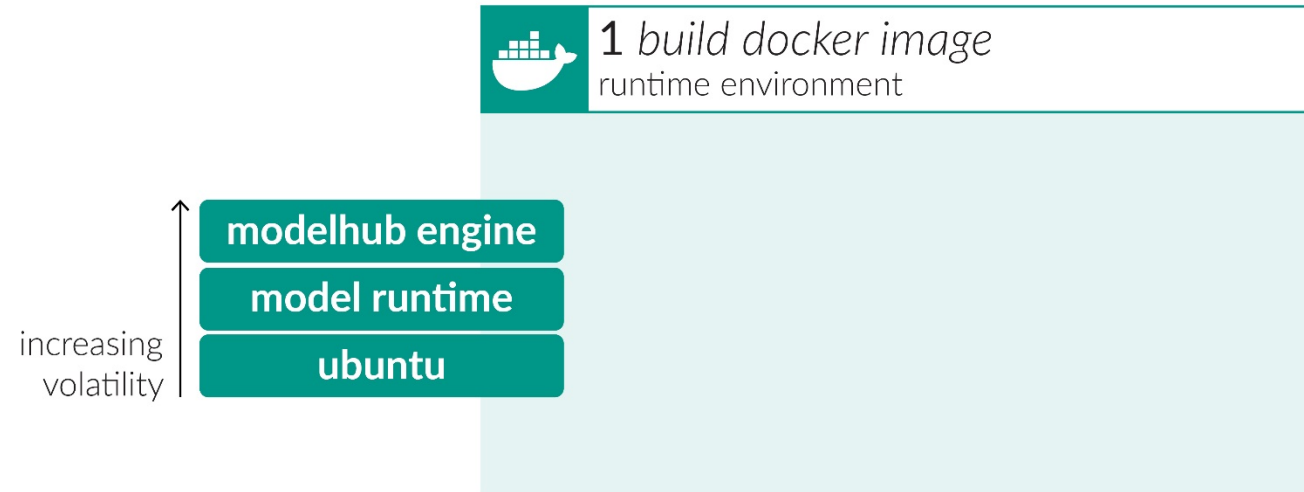 1 build docker image
runtime environment
modelhub engine
model runtime
ubuntu
increasing
volatility